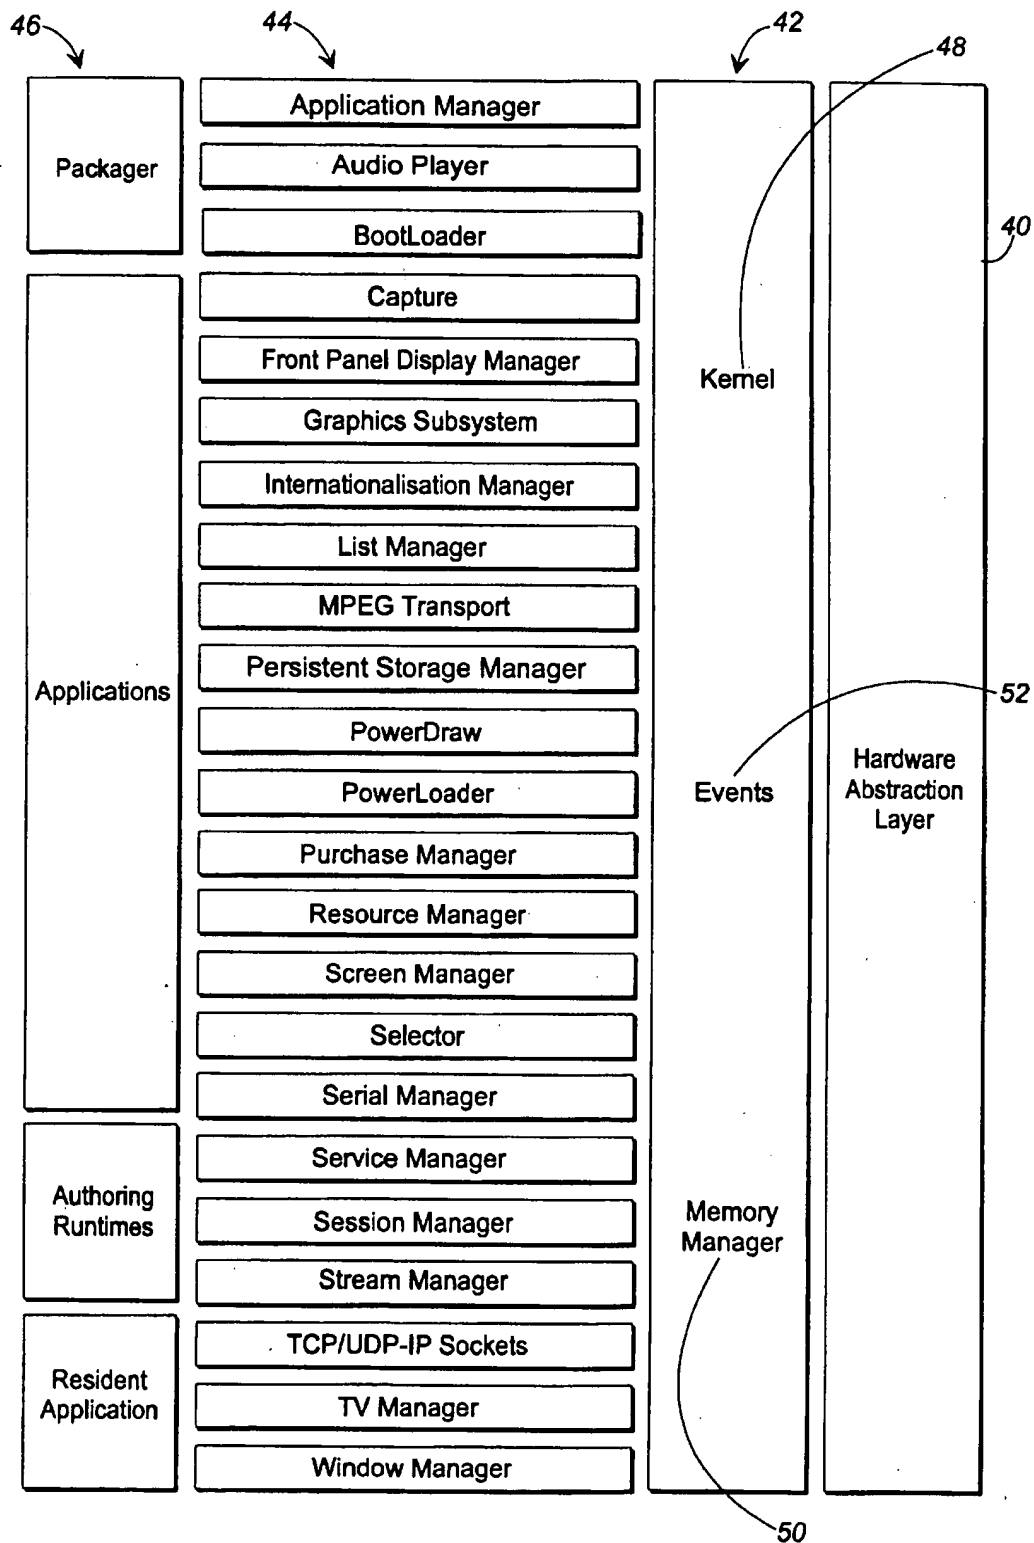 46
44
42
48
Packager
Application Manager
Audio Player
BootLoader
40
Capture
Front Panel Display Manager
Kernel
Graphics Subsystem
Internationalisation Manager
List Manager
MPEG Transport
Persistent Storage Manager
Applications
52
PowerDraw
PowerLoader
Events
Hardware
Abstraction
Layer
Purchase Manager
Resource Manager
Screen Manager
Selector
Serial Manager
Service Manager
Authoring
Runtimes
Session Manager
Memory
Manager
Stream Manager
TCP/UDP-IP Sockets
Resident
Application
TV Manager
Window Manager
50